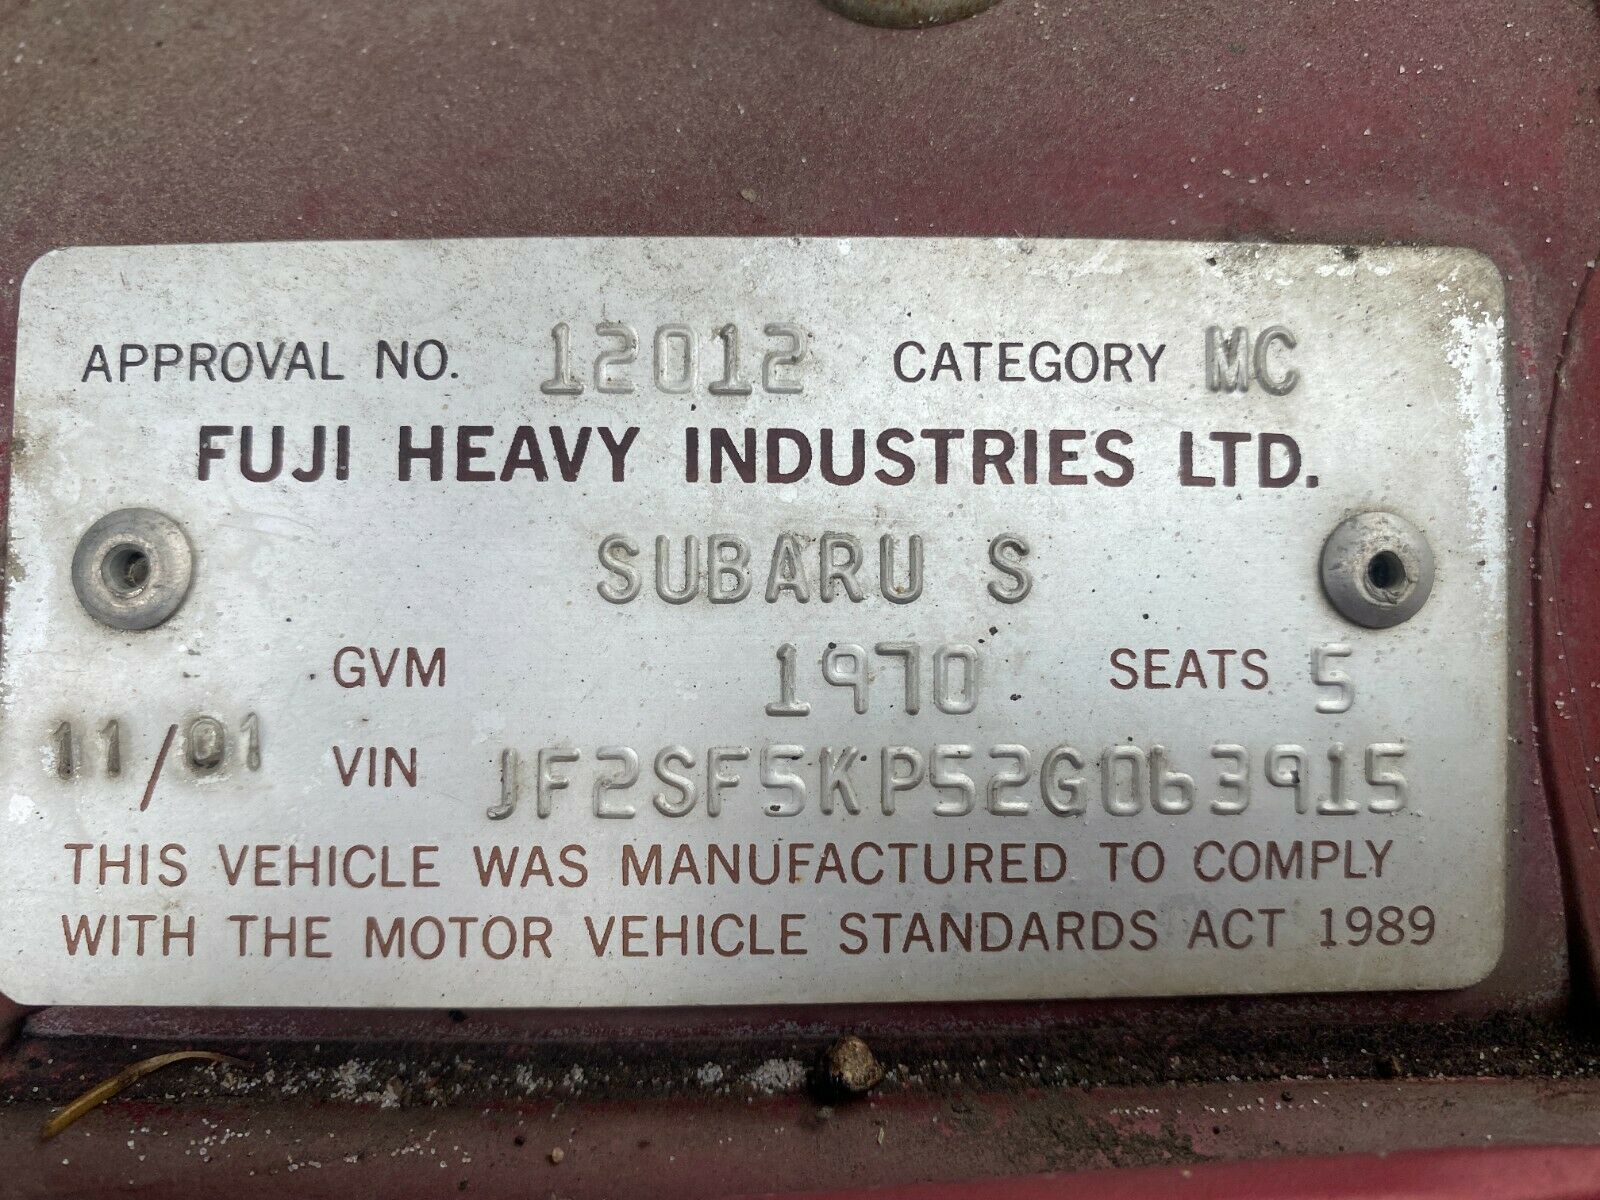 APPROVAL NO. 12012 CATEGORY MC
FUJI HEAVY INDUSTRIES LTD.
SUBARU S
GVM 1970 SEATS 5
11/01 VIN JF2SF5KP52G063915
THIS VEHICLE WAS MANUFACTURED TO COMPLY
WITH THE MOTOR VEHICLE STANDARDS ACT 1989